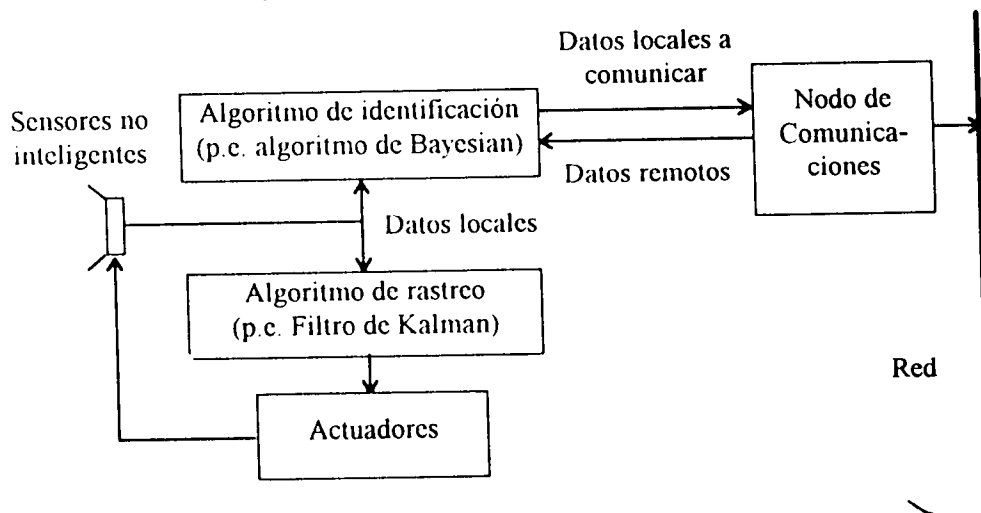 Datos locales a
comunicar
Sensores no
inteligentes
Algoritmo de identificación
(p.e. algoritmo de Bayesian)
Nodo de
Comunica-
ciones
Datos remotos
Datos locales
Algoritmo de rastreo
(p.e. Filtro de Kalman)
Red
Actuadores